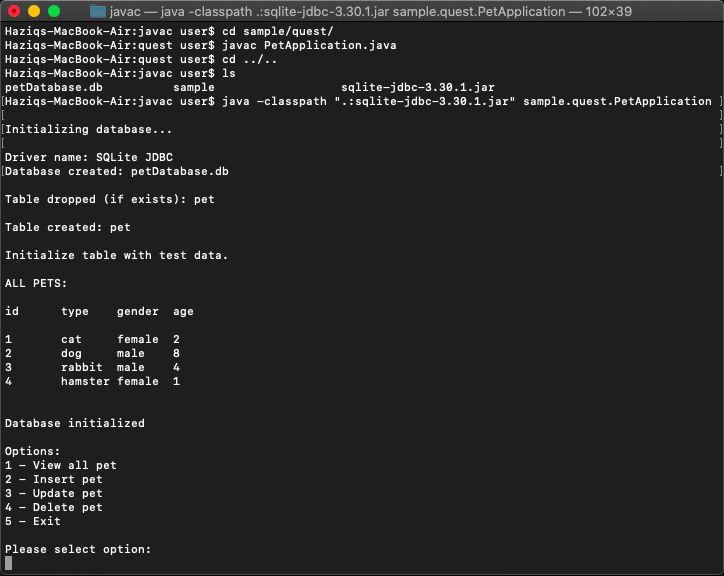 javac — java -classpath .:sqlite-jdbc-3.30.1.jar sample.quest.PetApplication — 102×39
Haziqs-MacBook-Air:javac user$ cd sample/quest/
Haziqs-MacBook-Air:quest user$ javac PetApplication.java
Haziqs-MacBook-Air:quest user$ cd ../..
Haziqs-MacBook-Air:javac user$ ls
petDatabase.db          sample                  sqlite-jdbc-3.30.1.jar
[Haziqs-MacBook-Air:javac user$ java -classpath ".:sqlite-jdbc-3.30.1.jar" sample.quest.PetApplication ]
[ ]
[Initializing database... ]
[ ]
Driver name: SQLite JDBC
[Database created: petDatabase.db ]
Table dropped (if exists): pet
Table created: pet
Initialize table with test data.
ALL PETS:
id      type    gender  age
1       cat     female  2
2       dog     male    8
3       rabbit  male    4
4       hamster female  1
Database initialized
Options:
1 – View all pet
2 – Insert pet
3 – Update pet
4 – Delete pet
5 – Exit
Please select option: